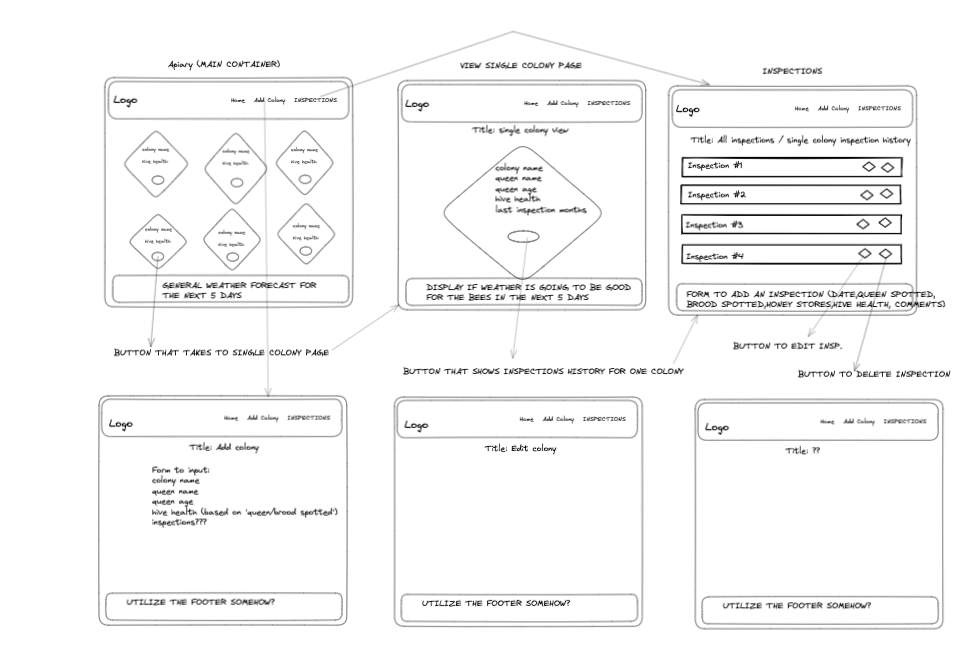 Apiary (MAIN CONTAINER)
Logo
Home Add Colony INSPECTIONS
colony name
hive health
colony name
hive health
colony name
hive health
colony name
hive health
colony name
hive health
colony name
hive health
GENERAL WEATHER FORECAST FOR
THE NEXT 5 DAYS
BUTTON THAT TAKES TO SINGLE COLONY PAGE
VIEW SINGLE COLONY PAGE
Logo
Home Add Colony INSPECTIONS
Title: single colony view
colony name
queen name
queen age
hive health
last inspection months
DISPLAY IF WEATHER IS GOING TO BE GOOD
FOR THE BEES IN THE NEXT 5 DAYS
BUTTON THAT SHOWS INSPECTIONS HISTORY FOR ONE COLONY
INSPECTIONS
Logo
Home Add Colony INSPECTIONS
Title: All inspections / single colony inspection history
Inspection #1
Inspection #2
Inspection #3
Inspection #4
FORM TO ADD AN INSPECTION (DATE,QUEEN SPOTTED,
BROOD SPOTTED,HONEY STORES,HIVE HEALTH, COMMENTS)
BUTTON TO EDIT INSP.
BUTTON TO DELETE INSPECTION
Logo
Home Add Colony INSPECTIONS
Title: Add colony
Form to input:
colony name
queen name
queen age
hive health (based on 'queen/brood spotted')
inspections???
UTILIZE THE FOOTER SOMEHOW?
Logo
Home Add Colony INSPECTIONS
Title: Edit colony
UTILIZE THE FOOTER SOMEHOW?
Logo
Home Add Colony INSPECTIONS
Title: ??
UTILIZE THE FOOTER SOMEHOW?